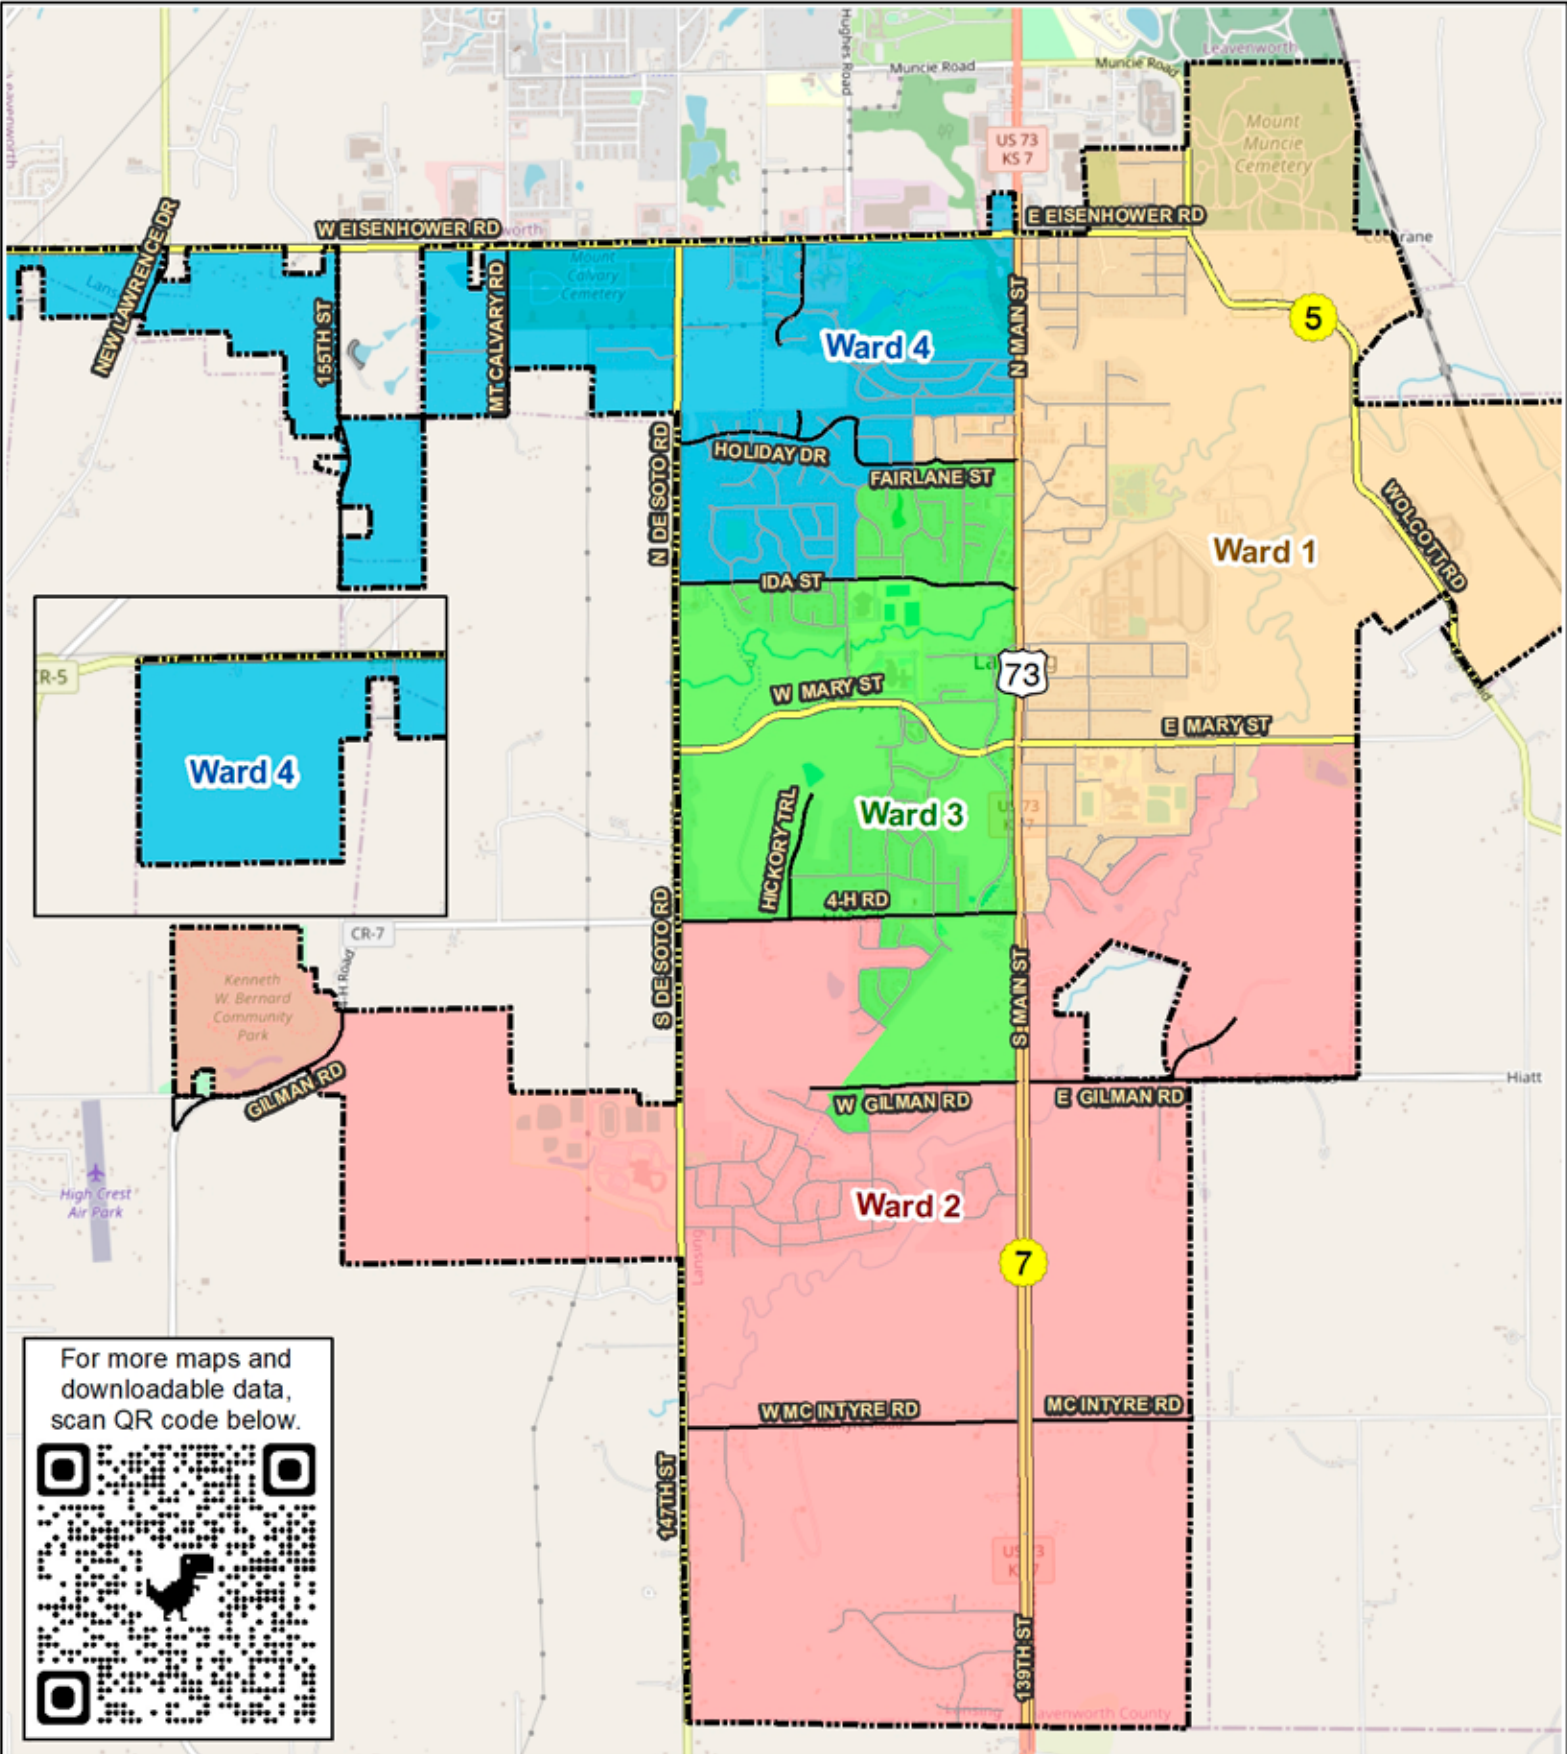 Leavenworth
Hughes Road
Muncie Road
Muncie Road
US 73
KS 7
Mount
Muncie
Cemetery
W EISENHOWER RD
E EISENHOWER RD
NEW LAWRENCE DR
155TH ST
MT CALVARY RD
Mount
Calvary
Cemetery
N MAIN ST
Ward 4
5
HOLIDAY DR
FAIRLANE ST
N DE SOTO RD
WOLCOTT RD
Ward 1
IDA ST
CR-5
Ward 4
73
W MARY ST
E MARY ST
Ward 3
US 73
HICKORY TRL
4-H RD
S DE SOTO RD
CR-7
Kenneth
W. Bernard
Community
Park
S MAIN ST
GILMAN RD
W GILMAN RD
E GILMAN RD
Hiatt
High Crest
Air Park
Lansing
Ward 2
7
For more maps and
downloadable data,
scan QR code below.
W MC INTYRE RD
MC INTYRE RD
147TH ST
139TH ST
Lansing